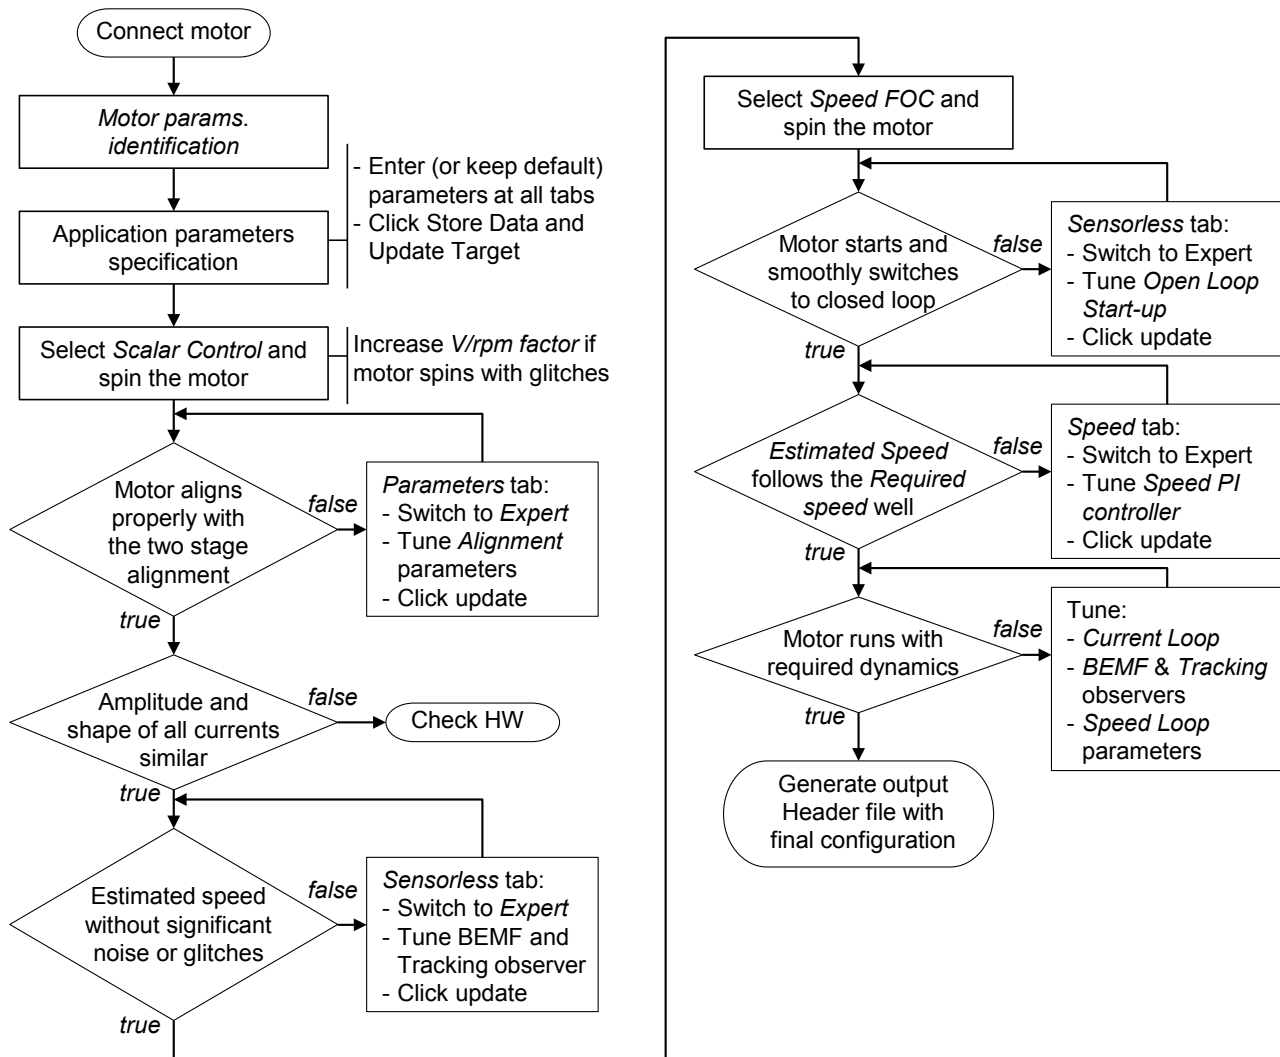 Connect motor
Motor params.
identification
- Enter (or keep default)
parameters at all tabs
- Click Store Data and
Update Target
Application parameters
specification
Select Scalar Control and
spin the motor
Increase V/rpm factor if
motor spins with glitches
Motor aligns
properly with
the two stage
alignment
false
true
Parameters tab:
- Switch to Expert
- Tune Alignment
parameters
- Click update
Amplitude and
shape of all currents
similar
false
true
Check HW
Estimated speed
without significant
noise or glitches
false
true
Sensorless tab:
- Switch to Expert
- Tune BEMF and
Tracking observer
- Click update
Select Speed FOC and
spin the motor
Motor starts and
smoothly switches
to closed loop
false
true
Sensorless tab:
- Switch to Expert
- Tune Open Loop
Start-up
- Click update
Estimated Speed
follows the Required
speed well
false
true
Speed tab:
- Switch to Expert
- Tune Speed PI
controller
- Click update
Motor runs with
required dynamics
false
true
Tune:
- Current Loop
- BEMF & Tracking
observers
- Speed Loop
parameters
Generate output
Header file with
final configuration